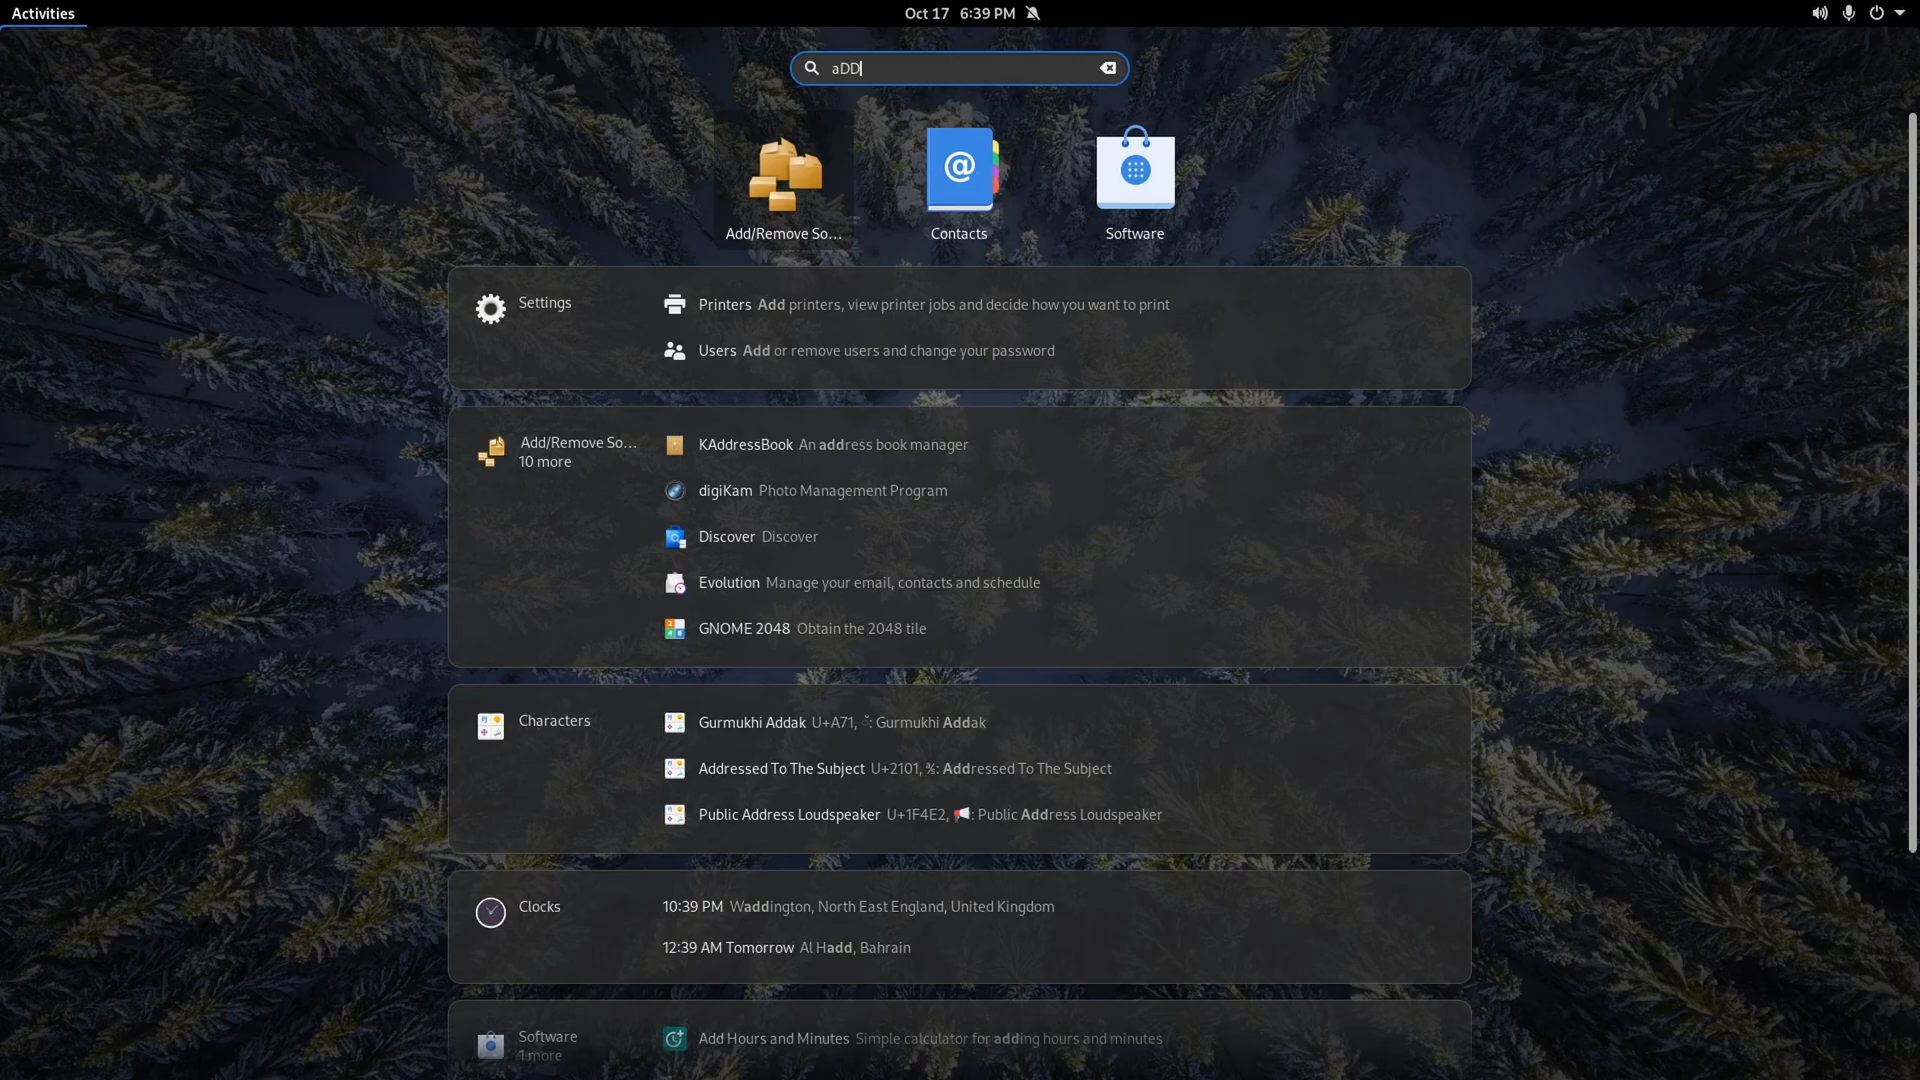 Activities
Oct 17 6:39 PM
aDD
Add/Remove So…
Contacts
Software
Settings
Printers Add printers, view printer jobs and decide how you want to print
Users Add or remove users and change your password
Add/Remove So…
10 more
KAddressBook An address book manager
digiKam Photo Management Program
Discover Discover
Evolution Manage your email, contacts and schedule
GNOME 2048 Obtain the 2048 tile
Characters
Gurmukhi Addak U+A71, ◌ੱ: Gurmukhi Addak
Addressed To The Subject U+2101, ℁: Addressed To The Subject
Public Address Loudspeaker U+1F4E2, 📢: Public Address Loudspeaker
Clocks
10:39 PM Waddington, North East England, United Kingdom
12:39 AM Tomorrow Al Hadd, Bahrain
Software
1 more
Add Hours and Minutes Simple calculator for adding hours and minutes